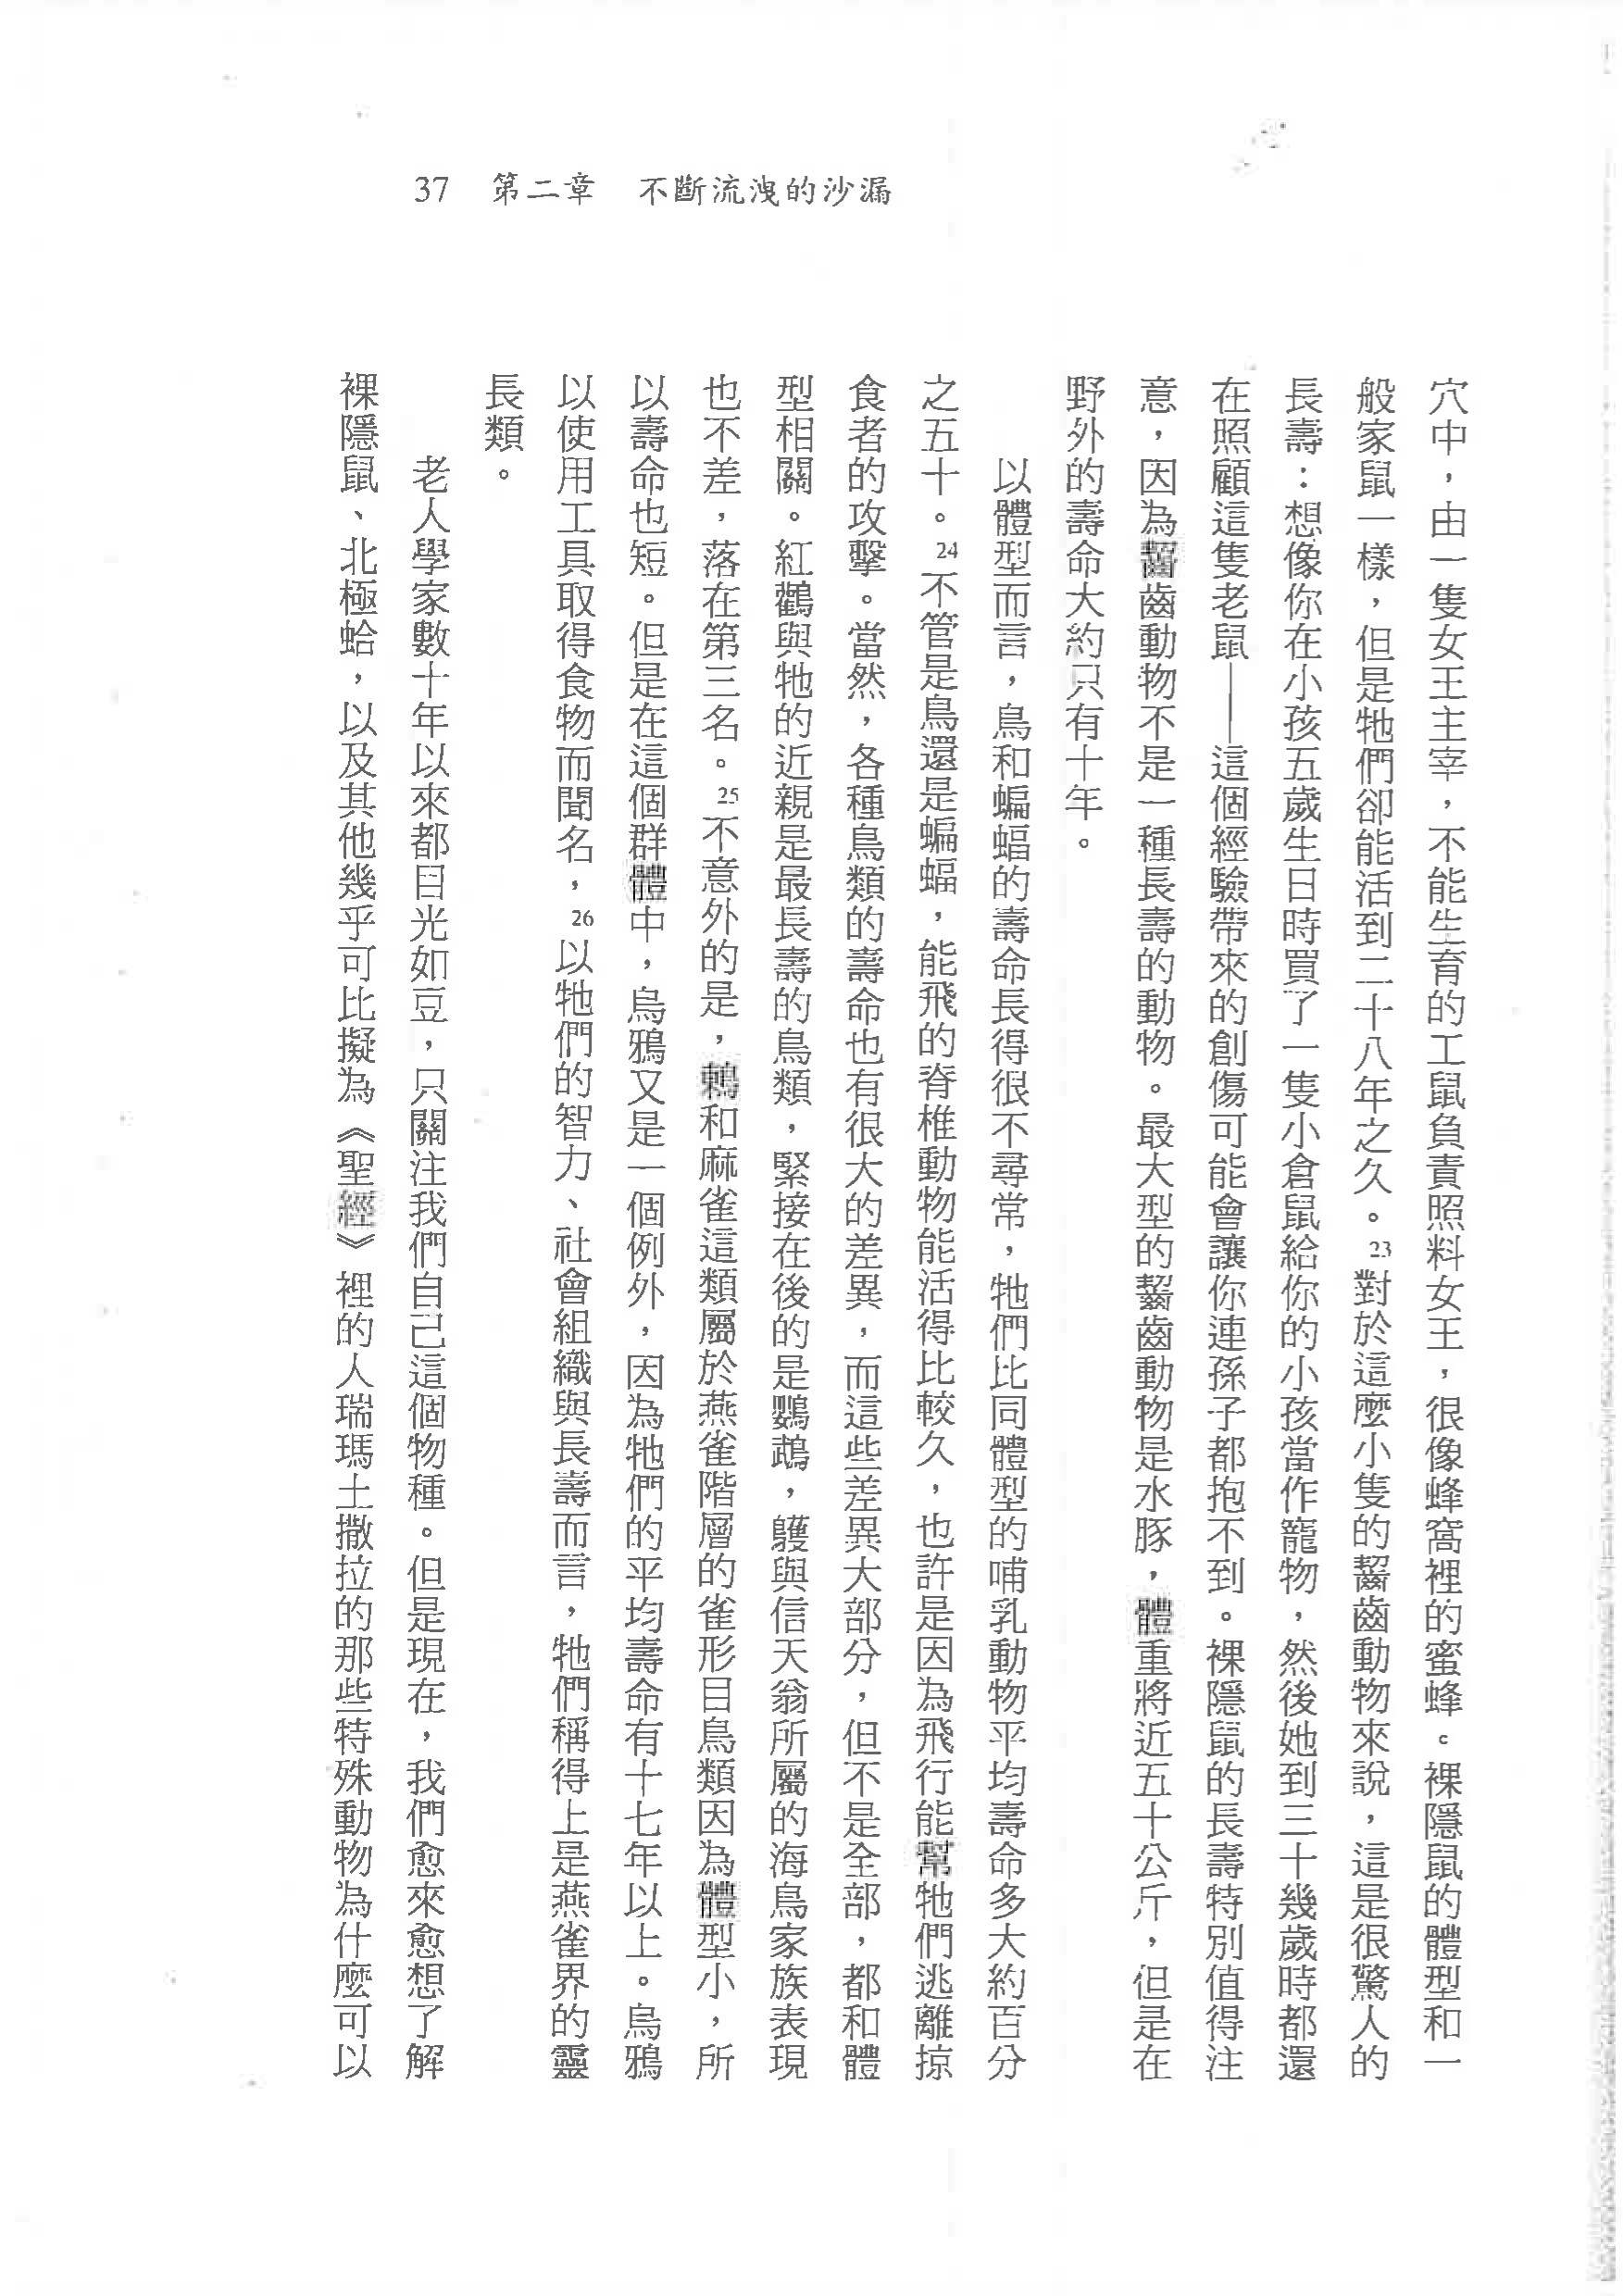 37　第二章　不斷流洩的沙漏
穴中，由一隻女王主宰，不能生育的工鼠負責照料女王，很像蜂窩裡的蜜蜂。裸隱鼠的體型和一
般家鼠一樣，但是牠們卻能活到二十八年之久。23對於這麼小隻的齧齒動物來說，這是很驚人的
長壽：想像你在小孩五歲生日時買了一隻小倉鼠給你的小孩當作寵物，然後她到三十幾歲時都還
在照顧這隻老鼠——這個經驗帶來的創傷可能會讓你連孫子都抱不到。裸隱鼠的長壽特別值得注
意，因為齧齒動物不是一種長壽的動物。最大型的齧齒動物是水豚，體重將近五十公斤，但是在
野外的壽命大約只有十年。
以體型而言，鳥和蝙蝠的壽命長得很不尋常，牠們比同體型的哺乳動物平均壽命多大約百分
之五十。24不管是鳥還是蝙蝠，能飛的脊椎動物能活得比較久，也許是因為飛行能幫牠們逃離掠
食者的攻擊。當然，各種鳥類的壽命也有很大的差異，而這些差異大部分，但不是全部，都和體
型相關。紅鸛與牠的近親是最長壽的鳥類，緊接在後的是鸚鵡，鸌與信天翁所屬的海鳥家族表現
也不差，落在第三名。25不意外的是，鶇和麻雀這類屬於燕雀階層的雀形目鳥類因為體型小，所
以壽命也短。但是在這個群體中，烏鴉又是一個例外，因為牠們的平均壽命有十七年以上。烏鴉
以使用工具取得食物而聞名，26以牠們的智力、社會組織與長壽而言，牠們稱得上是燕雀界的靈
長類。
老人學家數十年以來都目光如豆，只關注我們自己這個物種。但是現在，我們愈來愈想了解
裸隱鼠、北極蛤，以及其他幾乎可比擬為《聖經》裡的人瑞瑪土撒拉的那些特殊動物為什麼可以